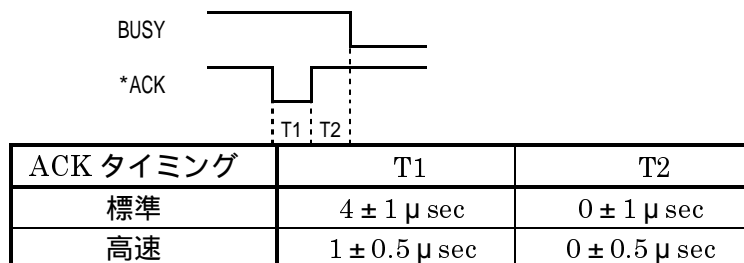 BUSY
*ACK
T1 T2
ACK タイミング T1 T2
標準 4 ± 1 μ sec 0 ± 1 μ sec
高速 1 ± 0.5 μ sec 0 ± 0.5 μ sec